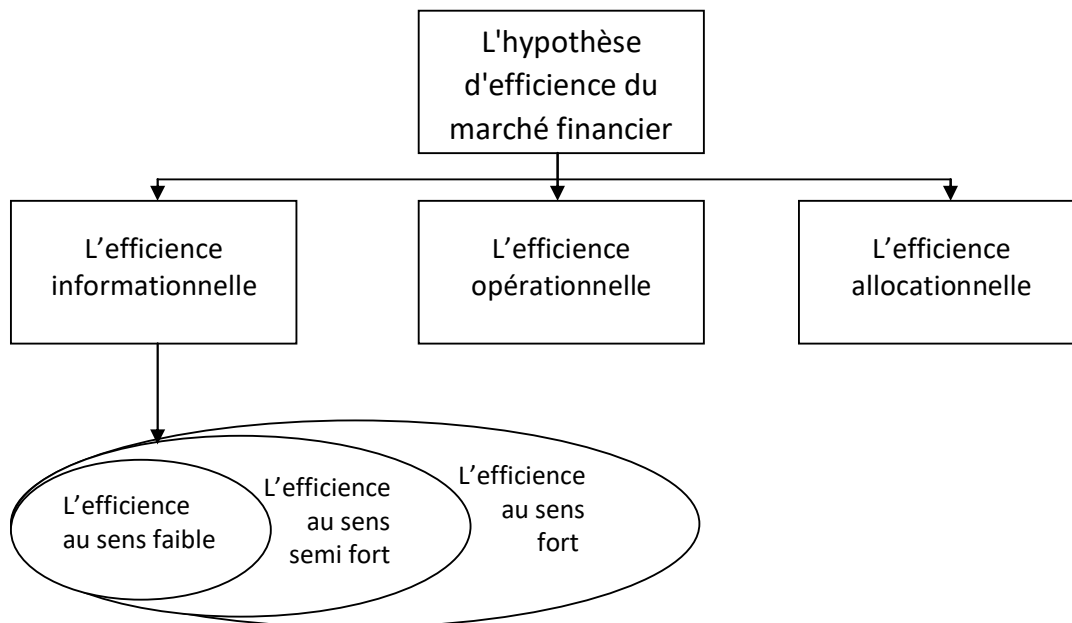 L'hypothèse
d'efficience du
marché financier
L’efficience
informationnelle
L’efficience
opérationnelle
L’efficience
allocationnelle
L’efficience
au sens faible
L’efficience
au sens
semi fort
L’efficience
au sens
fort